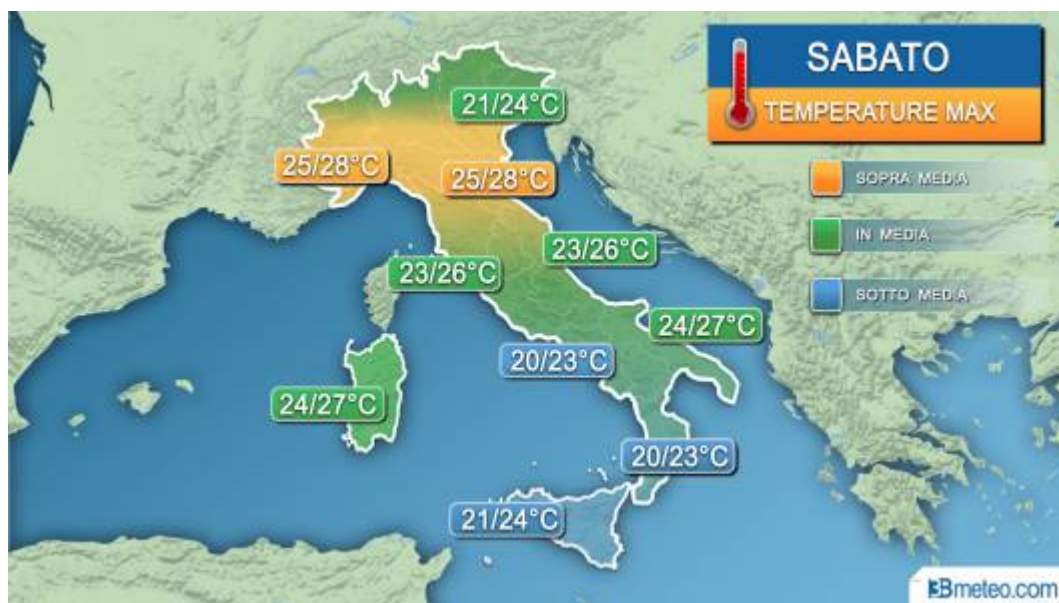 SABATO
TEMPERATURE MAX
21/24°C
25/28°C
25/28°C
SOPRA MEDIA
23/26°C
IN MEDIA
23/26°C
SOTTO MEDIA
24/27°C
20/23°C
24/27°C
20/23°C
21/24°C
3Bmeteo.com